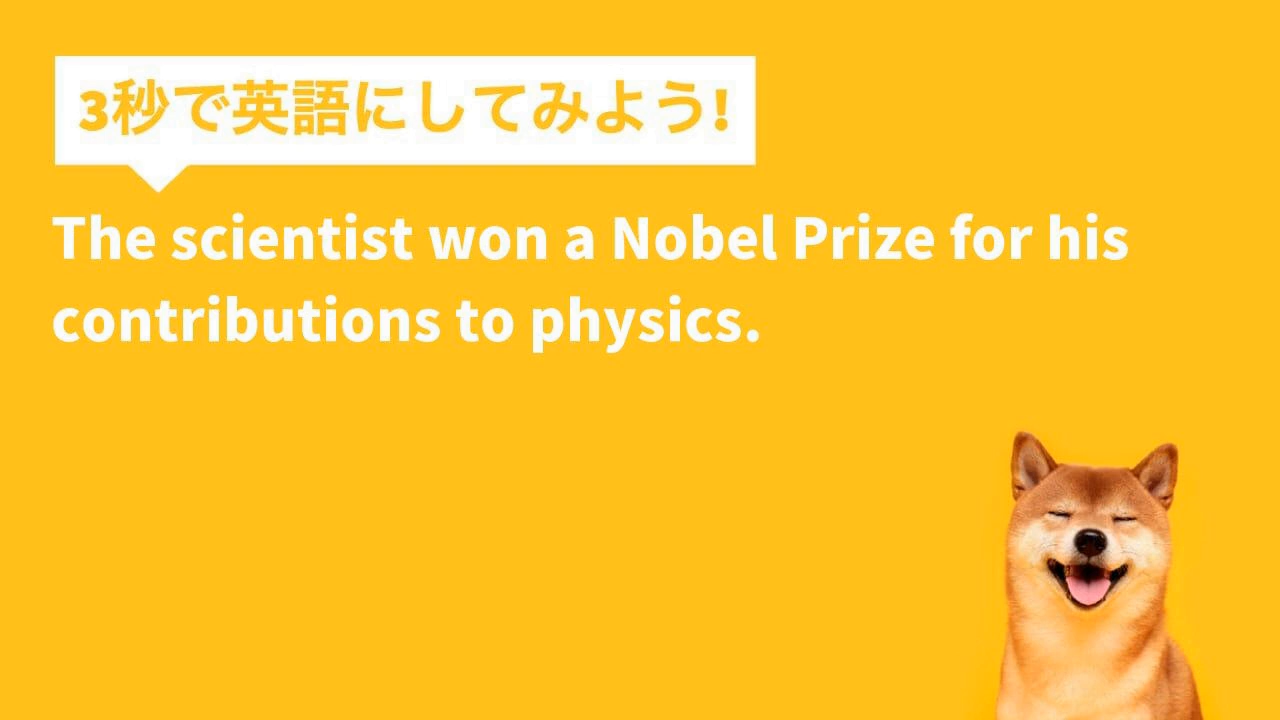 3秒で英語にしてみよう!
The scientist won a Nobel Prize for his
contributions to physics.